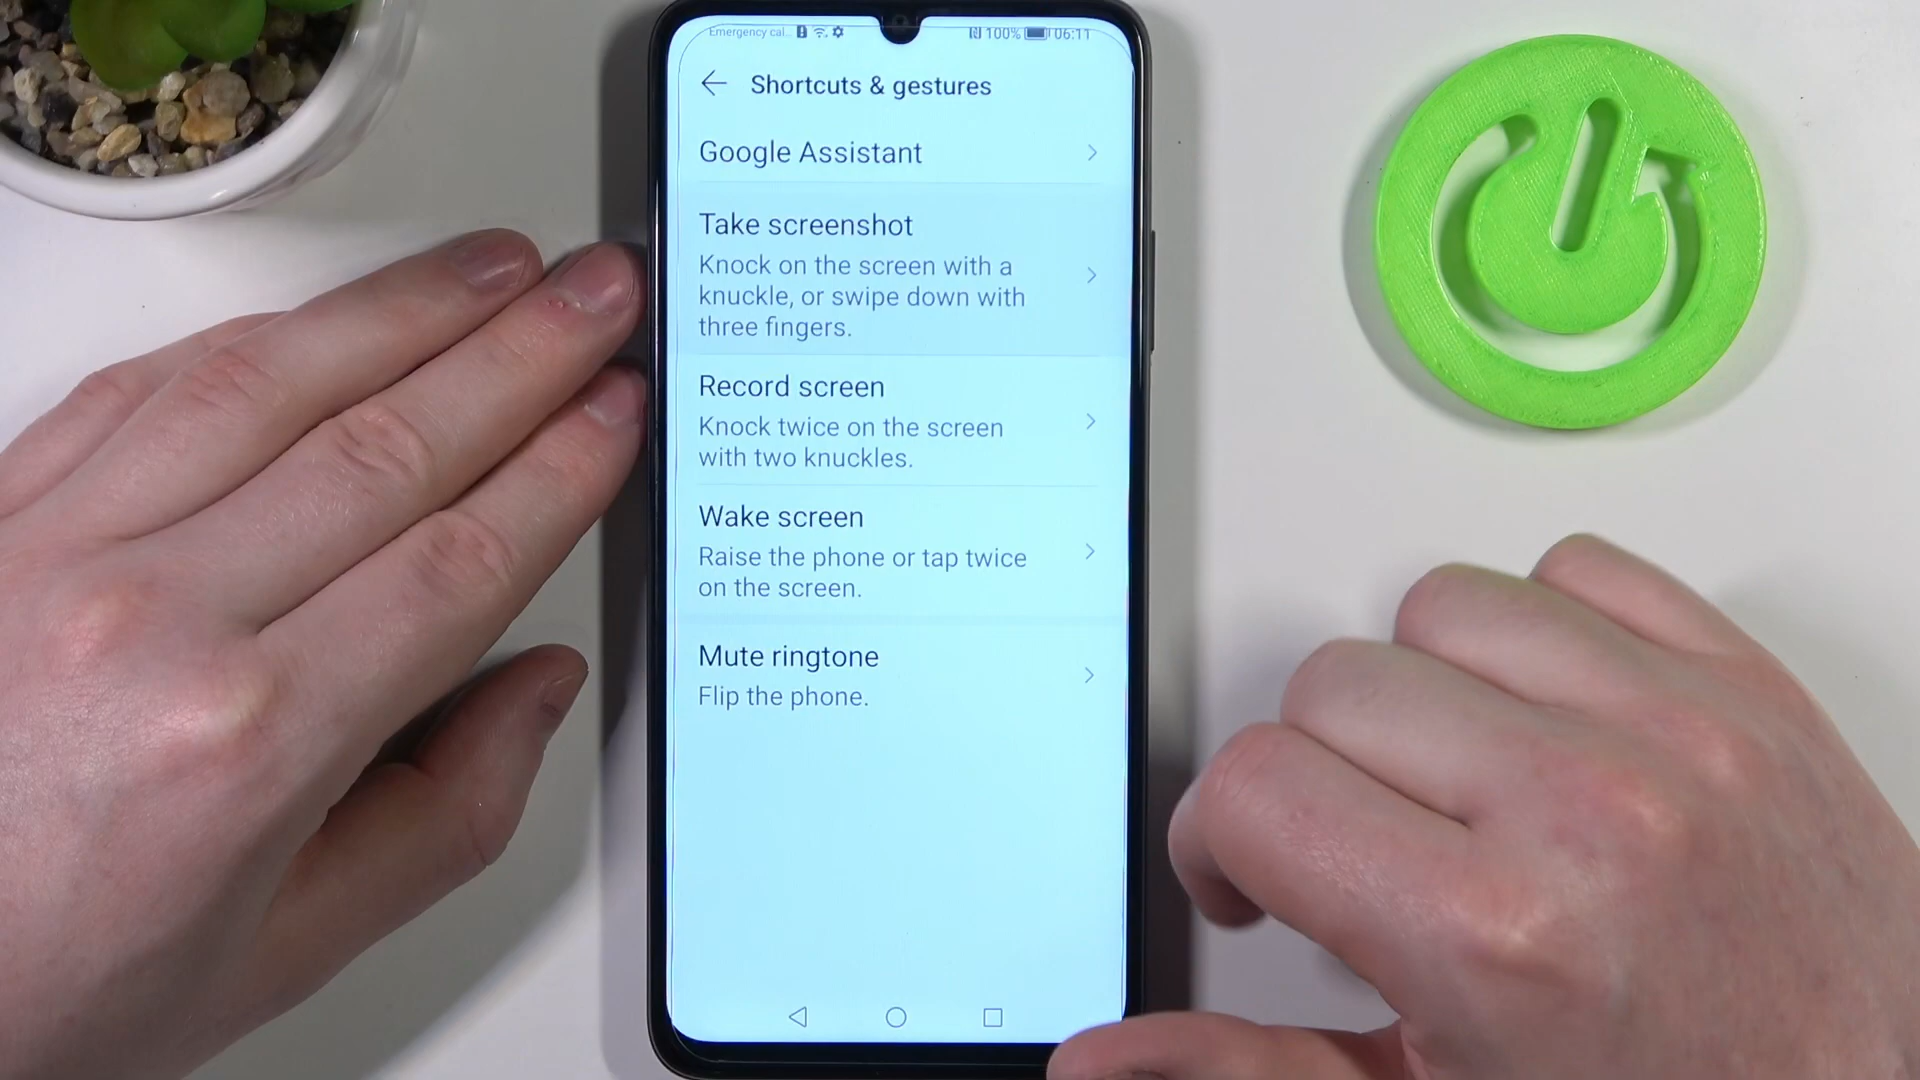 Emergency cal... 100% 06:11
Shortcuts & gestures
Google Assistant
Take screenshot
Knock on the screen with a
knuckle, or swipe down with
three fingers.
Record screen
Knock twice on the screen
with two knuckles.
Wake screen
Raise the phone or tap twice
on the screen.
Mute ringtone
Flip the phone.